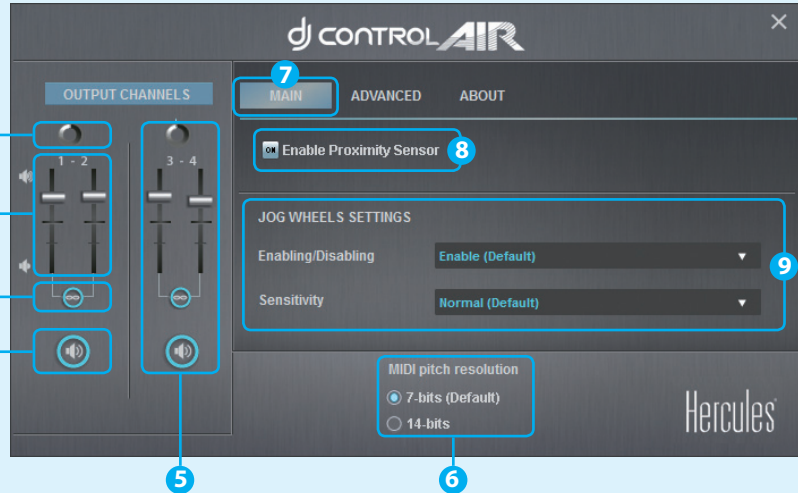 dj CONTROL AIR
OUTPUT CHANNELS
1 - 2
3 - 4
5
7
MAIN
ADVANCED
ABOUT
ON Enable Proximity Sensor
8
JOG WHEELS SETTINGS
Enabling/Disabling
Enable (Default)
Sensitivity
Normal (Default)
9
MIDI pitch resolution
7-bits (Default)
14-bits
6
Hercules